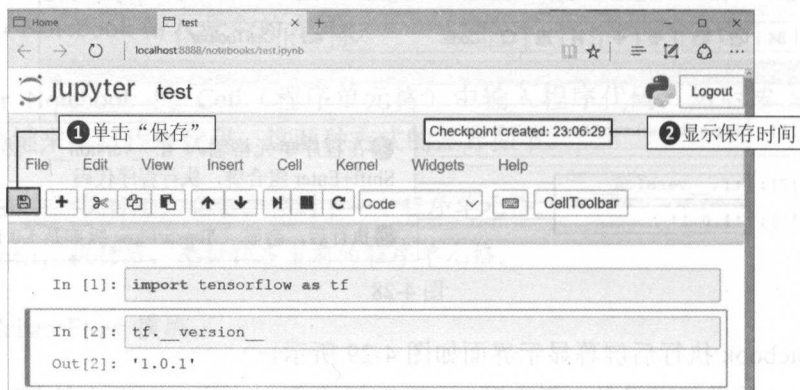 Home
test
×
+
localhost:8888/notebooks/test.ipynb
jupyter test
Logout
❶单击“保存”
Checkpoint created: 23:06:29
❷显示保存时间
File Edit View Insert Cell Kernel Widgets Help
Code
CellToolbar
In [1]: import tensorflow as tf
In [2]: tf.__version__
Out[2]: '1.0.1'